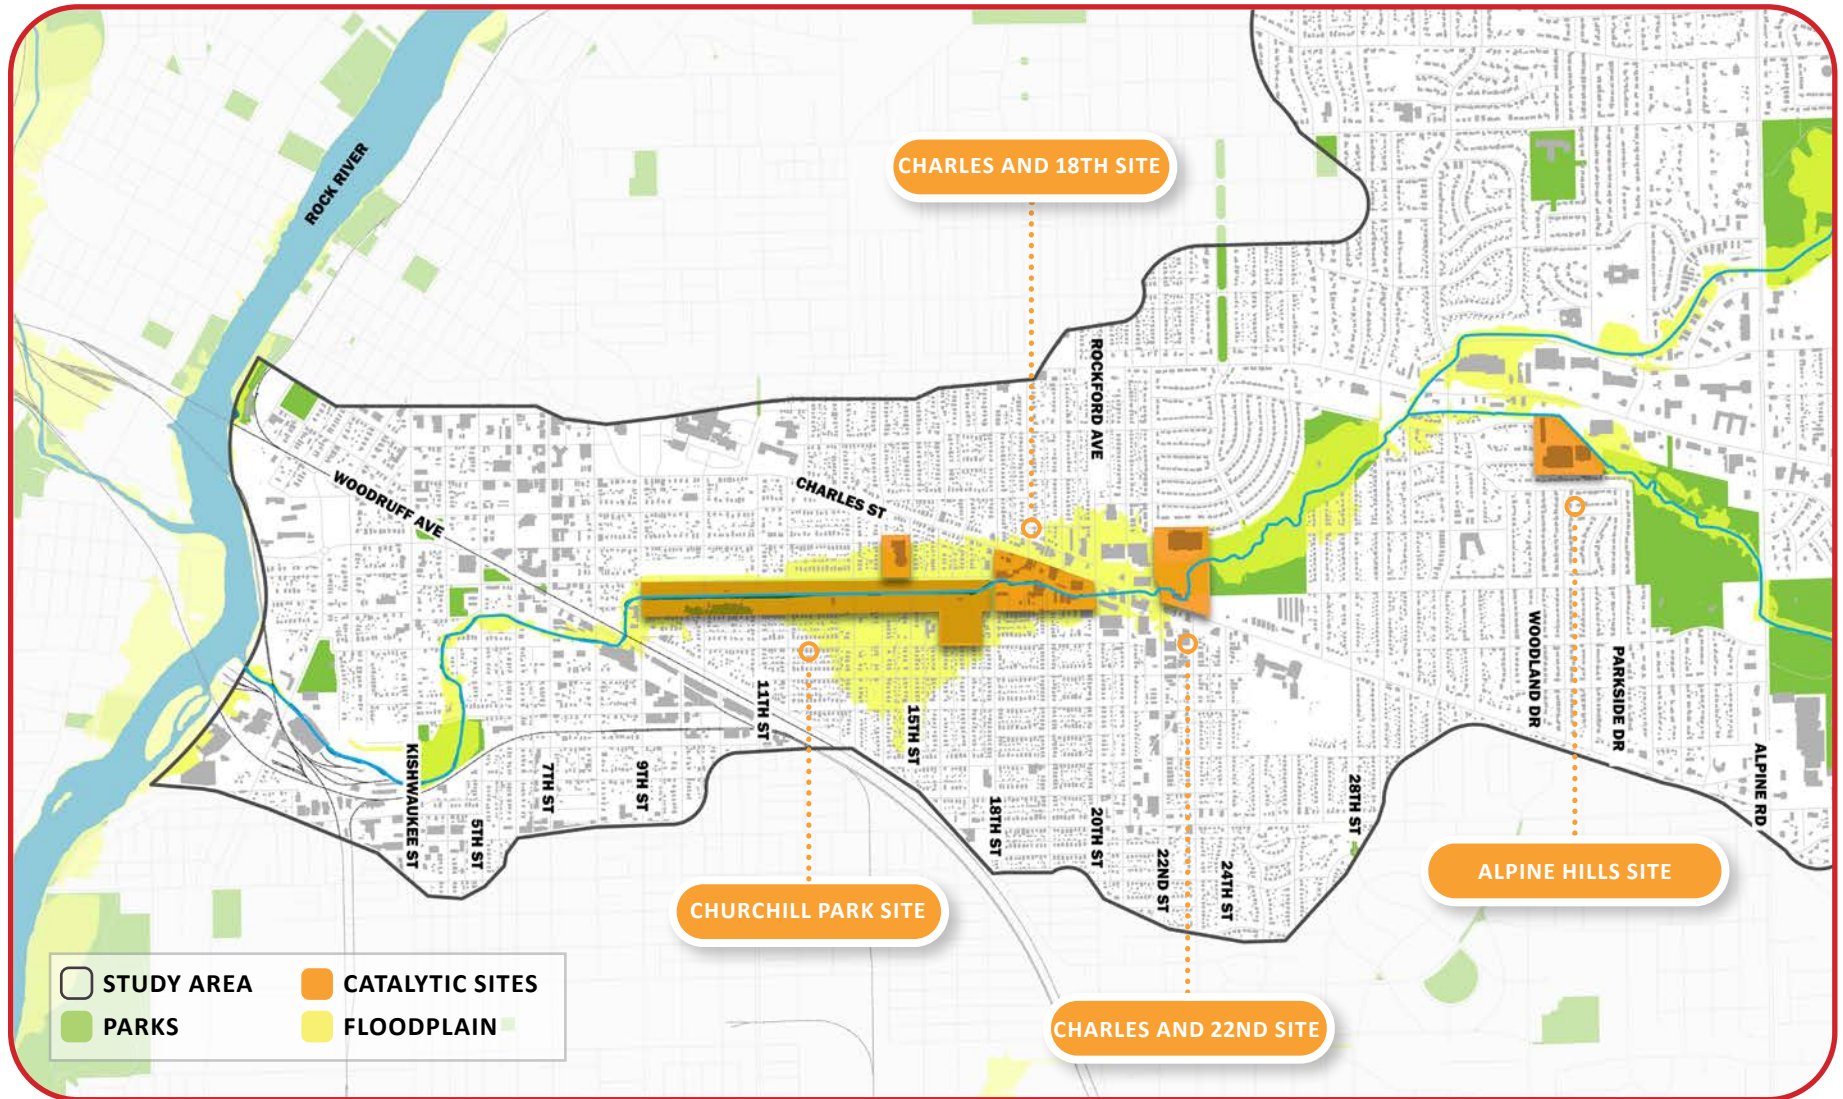 CHARLES AND 18TH SITE
ROCK RIVER
ROCKFORD AVE
WOODRUFF AVE
CHARLES ST
WOODLAND DR
PARKSIDE DR
ALPINE RD
11TH ST
15TH ST
KISHWAUKEE ST
5TH ST
7TH ST
9TH ST
18TH ST
20TH ST
22ND ST
24TH ST
28TH ST
ALPINE HILLS SITE
CHURCHILL PARK SITE
CHARLES AND 22ND SITE
STUDY AREA
CATALYTIC SITES
PARKS
FLOODPLAIN